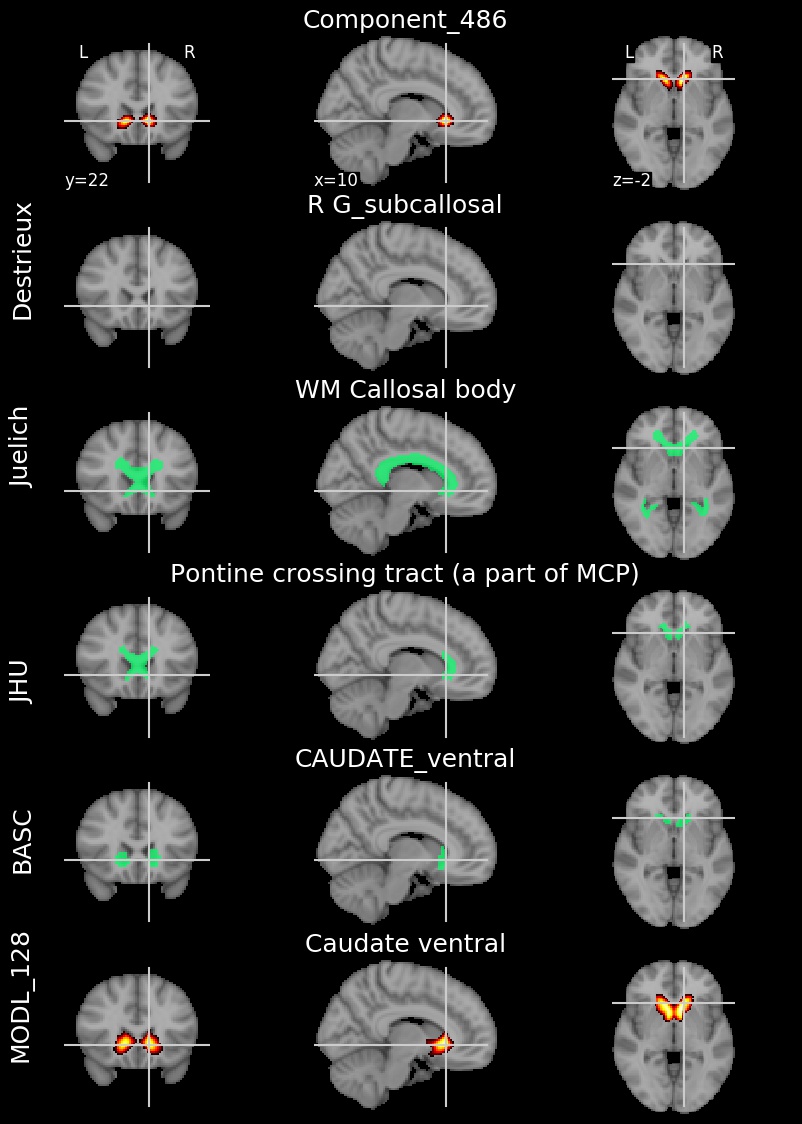 Component_486
L R
L R
y=22
x=10
z=-2
Destrieux
R G_subcallosal
Juelich
WM Callosal body
JHU
Pontine crossing tract (a part of MCP)
BASC
CAUDATE_ventral
MODL_128
Caudate ventral